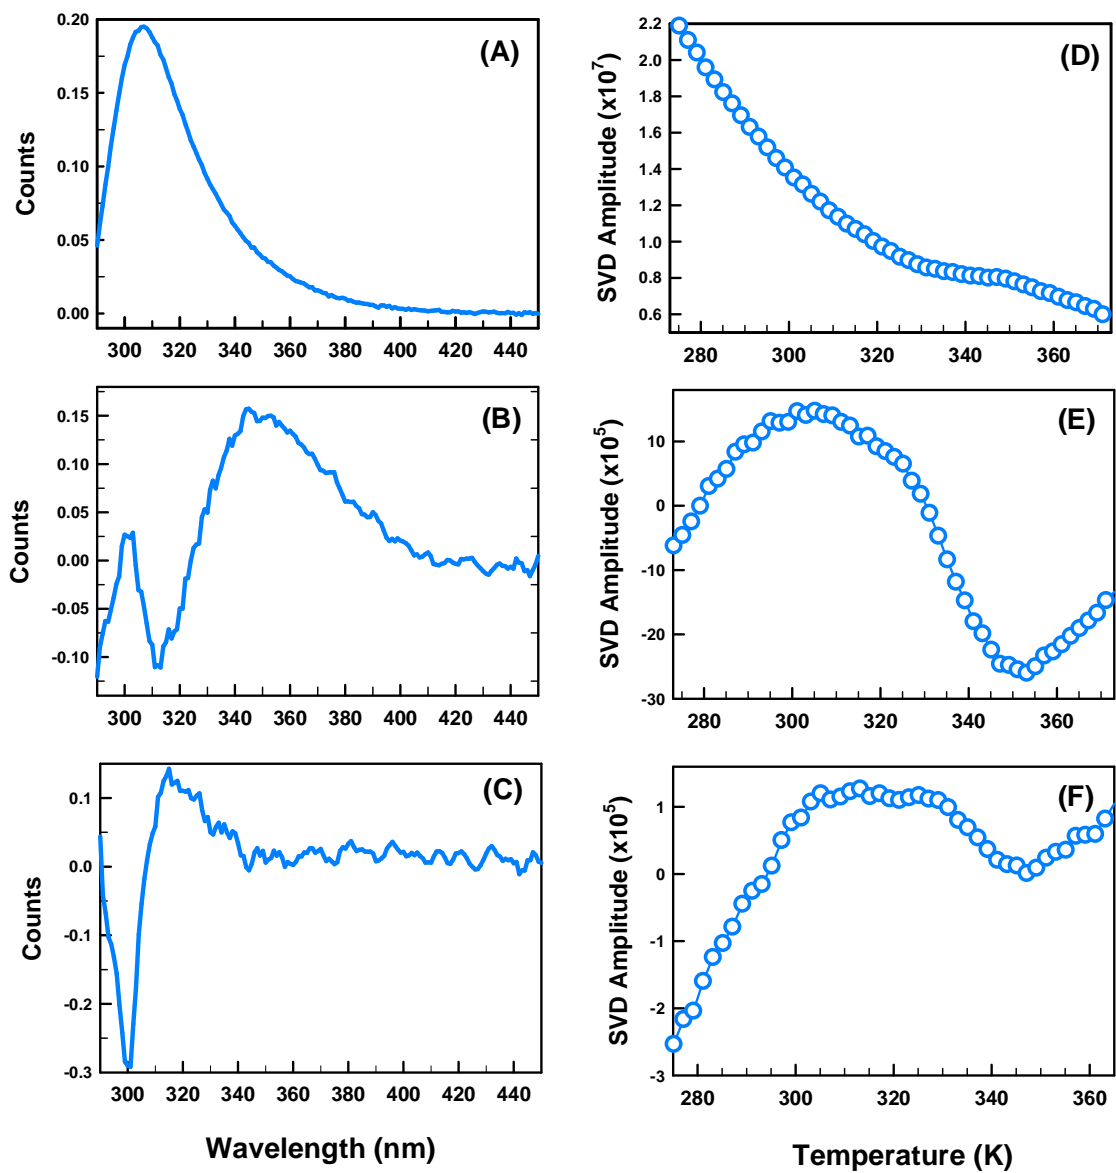 (A)
Counts
0.20
0.15
0.10
0.05
0.00
300 320 340 360 380 400 420 440
(D)
SVD Amplitude (x10⁷)
2.2
2.0
1.8
1.6
1.4
1.2
1.0
0.8
0.6
280 300 320 340 360
(B)
Counts
0.15
0.10
0.05
0.00
-0.05
-0.10
300 320 340 360 380 400 420 440
(E)
SVD Amplitude (x10⁵)
10
0
-10
-20
-30
280 300 320 340 360
(C)
Counts
0.1
0.0
-0.1
-0.2
-0.3
300 320 340 360 380 400 420 440
Wavelength (nm)
(F)
SVD Amplitude (x10⁵)
1
0
-1
-2
-3
280 300 320 340 360
Temperature (K)